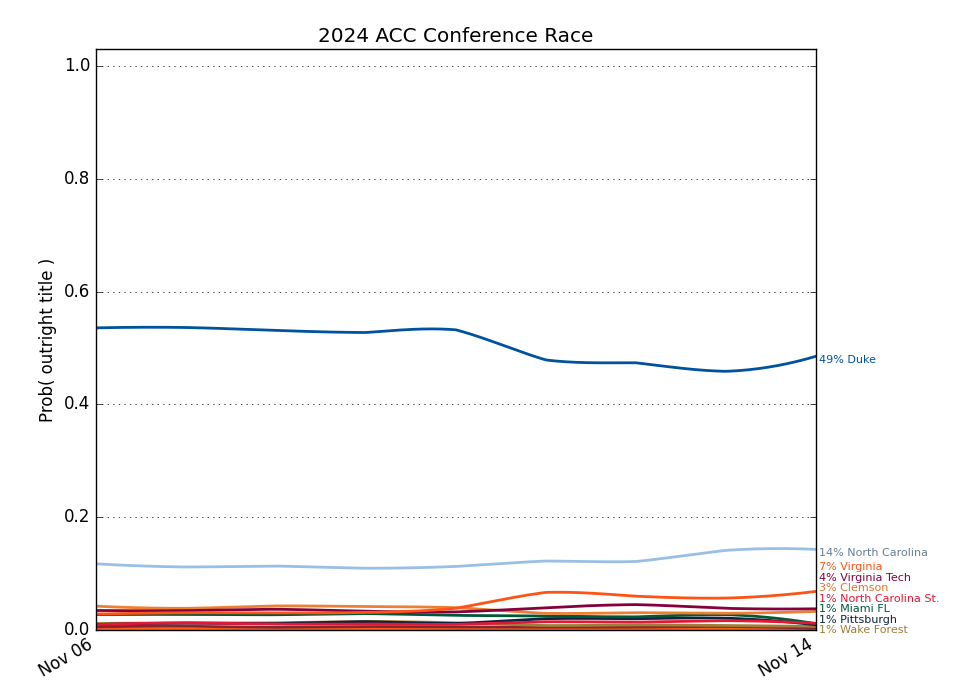 2024 ACC Conference Race
1.0
0.8
0.6
0.4
0.2
0.0
Prob( outright title )
Nov 06
Nov 14
49% Duke
14% North Carolina
7% Virginia
4% Virginia Tech
3% Clemson
1% North Carolina St.
1% Miami FL
1% Pittsburgh
1% Wake Forest